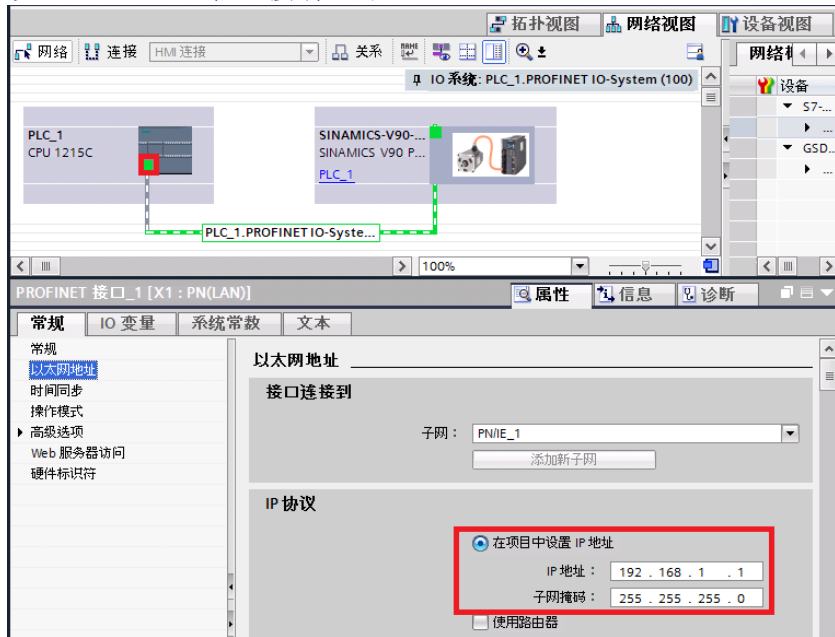 拓扑视图 网络视图 设备视图
网络 连接 HMI 连接 关系
IO 系统: PLC_1.PROFINET IO-System (100)
设备
S7-...
...
GSD...
...
PLC_1
CPU 1215C
SINAMICS-V90-...
SINAMICS V90 P...
PLC_1
PLC_1.PROFINET IO-Syste...
100%
PROFINET 接口_1 [X1 : PN(LAN)]
属性 信息 诊断
常规 IO 变量 系统常数 文本
常规
以太网地址
时间同步
操作模式
高级选项
Web 服务器访问
硬件标识符
以太网地址
接口连接到
子网： PN/IE_1
添加新子网
IP 协议
在项目中设置 IP 地址
IP 地址： 192 . 168 . 1 . 1
子网掩码： 255 . 255 . 255 . 0
使用路由器